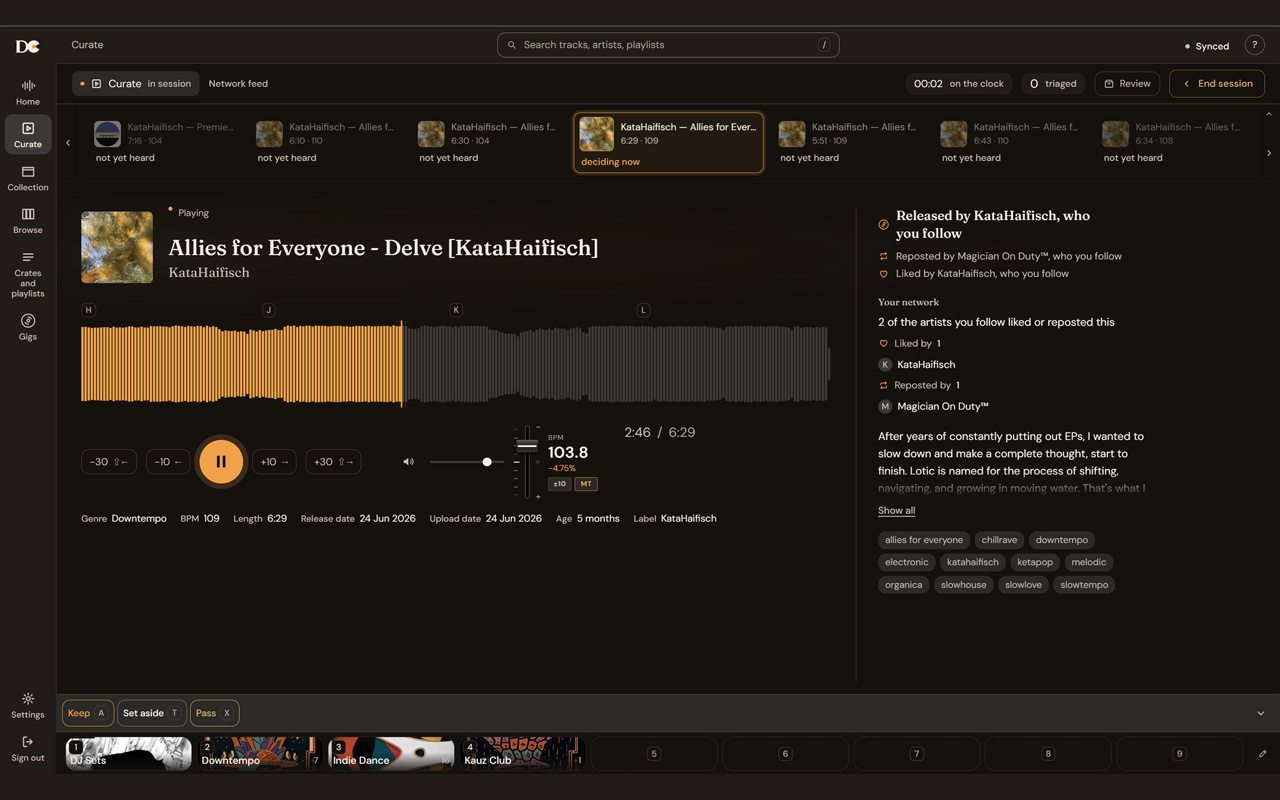 DC
Curate
Search tracks, artists, playlists
/
Synced
?
Home
Curate
Collection
Browse
Crates
and
playlists
Gigs
Settings
Sign out
Curate in session
Network feed
00:02 on the clock
0 triaged
Review
End session
KataHaifisch — Premie...
7:16 · 104
not yet heard
KataHaifisch — Allies f...
6:10 · 110
not yet heard
KataHaifisch — Allies f...
6:30 · 104
not yet heard
KataHaifisch — Allies for Ever...
6:29 · 109
deciding now
KataHaifisch — Allies f...
5:51 · 109
not yet heard
KataHaifisch — Allies f...
6:43 · 110
not yet heard
KataHaifisch — Allies f...
6:34 · 108
not yet heard
Playing
Allies for Everyone - Delve [KataHaifisch]
KataHaifisch
H
J
K
L
-30
-10
+10
+30
BPM
103.8
-4.75%
±10
MT
2:46 / 6:29
Genre Downtempo BPM 109 Length 6:29 Release date 24 Jun 2026 Upload date 24 Jun 2026 Age 5 months Label KataHaifisch
Released by KataHaifisch, who
you follow
Reposted by Magician On Duty™, who you follow
Liked by KataHaifisch, who you follow
Your network
2 of the artists you follow liked or reposted this
Liked by 1
K KataHaifisch
Reposted by 1
M Magician On Duty™
After years of constantly putting out EPs, I wanted to
slow down and make a complete thought, start to
finish. Lotic is named for the process of shifting,
navigating, and growing in moving water. That's what I
Show all
allies for everyone
chillrave
downtempo
electronic
katahaifisch
ketapop
melodic
organica
slowhouse
slowlove
slowtempo
Keep A
Set aside T
Pass X
1
DJ Sets
2
Downtempo
7
3
Indie Dance
4
Kauz Club
1
5
6
7
8
9